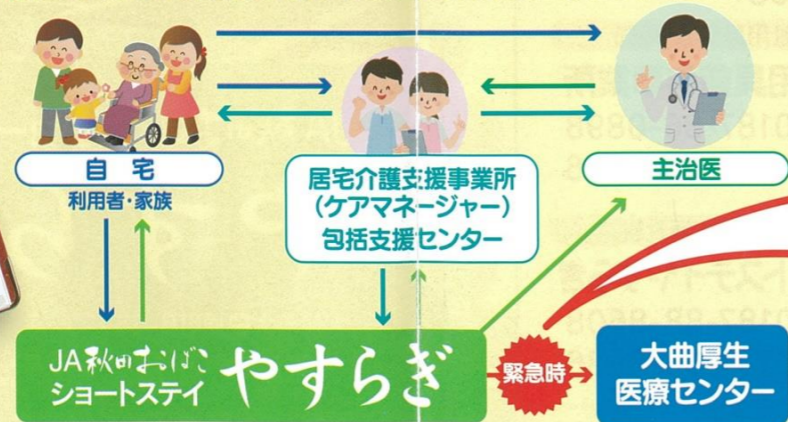 自宅
利用者・家族
居宅介護支援事業所
（ケアマネージャー）
包括支援センター
主治医
JA秋田おばこ
ショートステイ
やすらぎ
緊急時
大曲厚生
医療センター